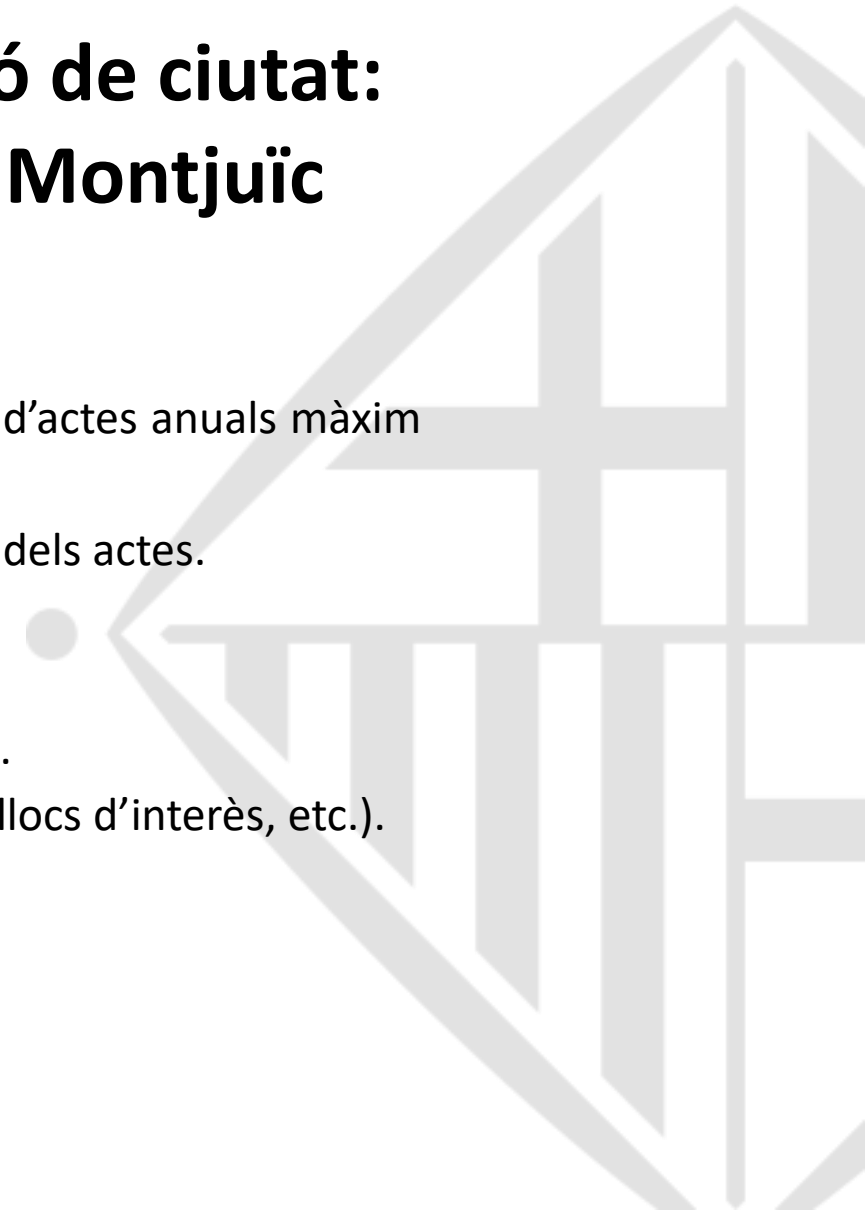 ó de ciutat:
Montjuïc
d’actes anuals màxim
dels actes.
.
llocs d’interès, etc.).